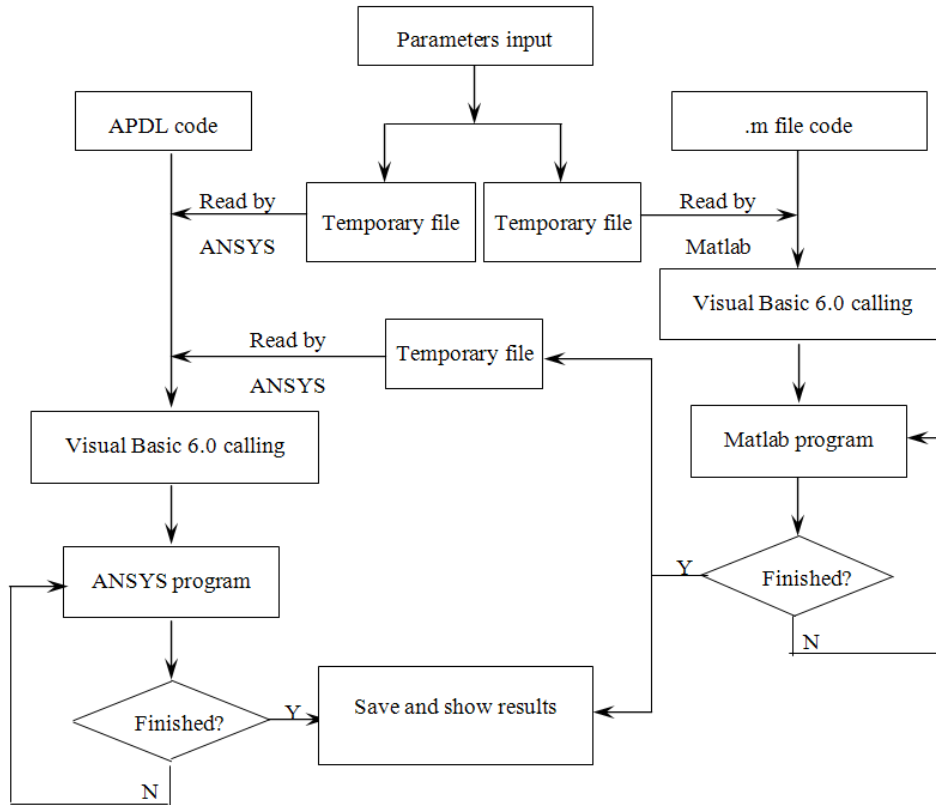 Parameters input
APDL code
.m file code
Read by
Temporary file
Temporary file
Read by
ANSYS
Matlab
Visual Basic 6.0 calling
Read by
Temporary file
ANSYS
Visual Basic 6.0 calling
Matlab program
ANSYS program
Y
Finished?
N
Save and show results
Y
Finished?
N